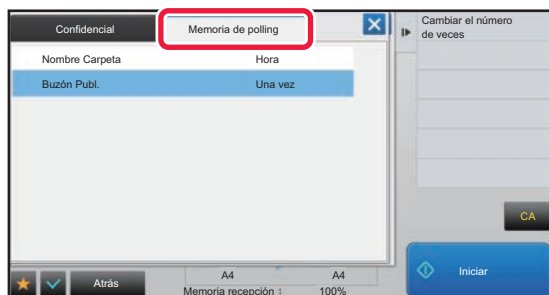 Confidencial
Memoria de polling
Nombre Carpeta Hora
Buzón Publ. Una vez
Cambiar el número
de veces
CA
Atrás
A4 A4
Memoria recepción : 100%
Iniciar